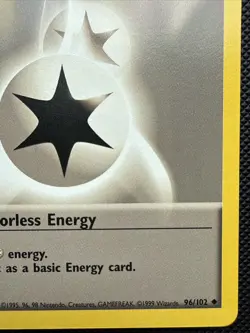 orless Energy
energy.
as a basic Energy card.
©1995, 96, 98 Nintendo, Creatures, GAMEFREAK. ©1999 Wizards. 96/102